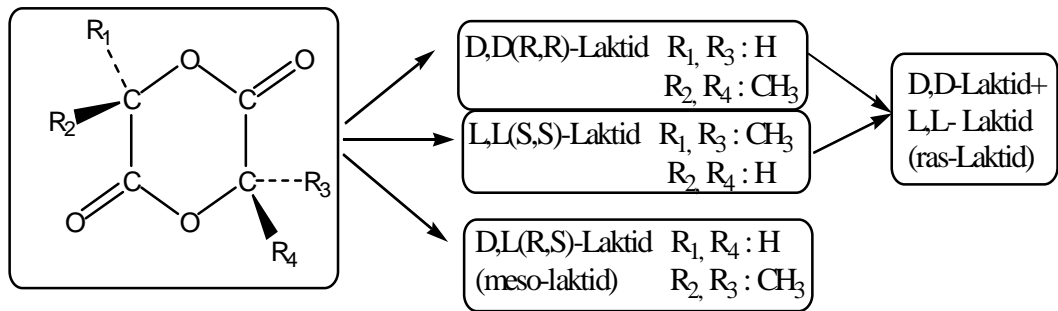 R1
O
O
C
C
R2
C
C
R3
O
O
R4
D,D(R,R)-Laktid R1, R3 : H
R2, R4 : CH3
L,L(S,S)-Laktid R1, R3 : CH3
R2, R4 : H
D,L(R,S)-Laktid R1, R4 : H
(meso-laktid) R2, R3 : CH3
D,D-Laktid+
L,L- Laktid
(ras-Laktid)